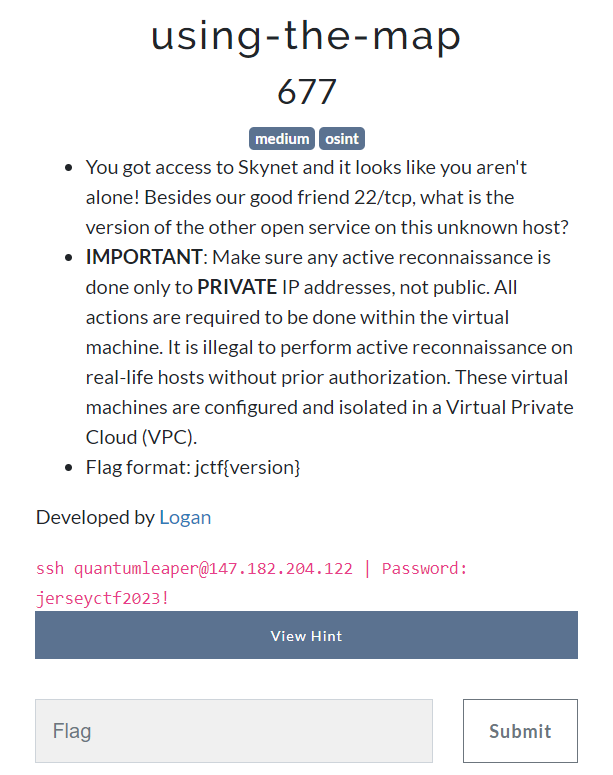 using-the-map
677
medium osint
You got access to Skynet and it looks like you aren't
alone! Besides our good friend 22/tcp, what is the
version of the other open service on this unknown host?
IMPORTANT: Make sure any active reconnaissance is
done only to PRIVATE IP addresses, not public. All
actions are required to be done within the virtual
machine. It is illegal to perform active reconnaissance on
real-life hosts without prior authorization. These virtual
machines are configured and isolated in a Virtual Private
Cloud (VPC).
Flag format: jctf{version}
Developed by Logan
ssh quantumleaper@147.182.204.122 | Password:
jerseyctf2023!
View Hint
Flag Submit